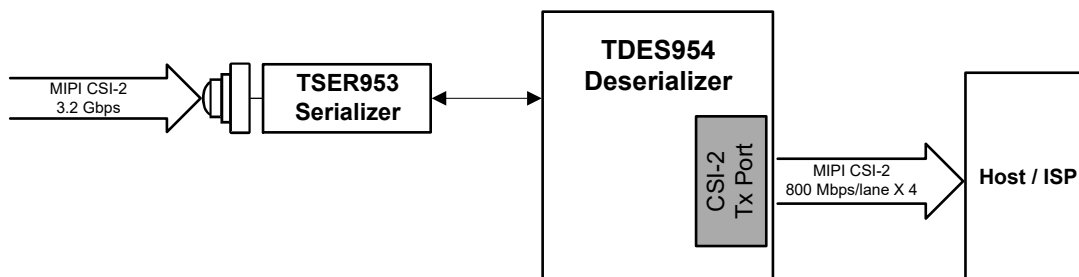 MIPI CSI-2
3.2 Gbps
TSER953
Serializer
TDES954
Deserializer
CSI-2
Tx Port
MIPI CSI-2
800 Mbps/lane X 4
Host / ISP